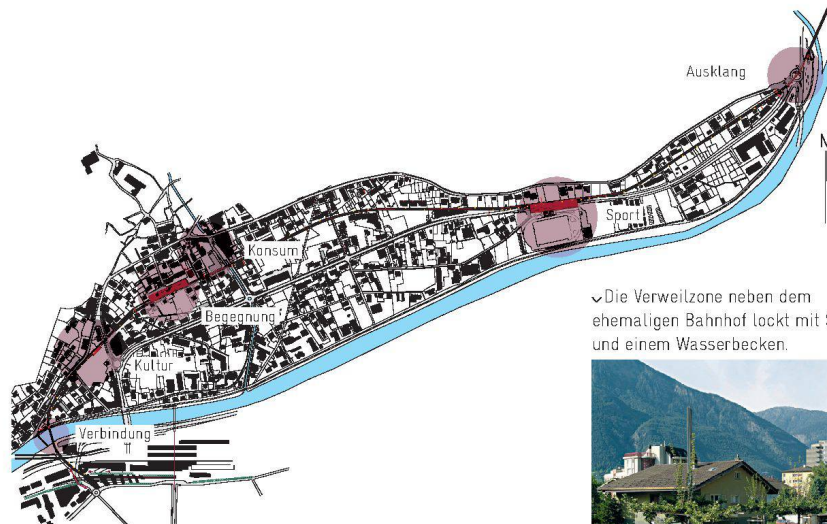 Ausklang
N
Sport
Konsum
Begegnung
Kultur
Verbindung
Die Verweilzone neben dem
ehemaligen Bahnhof lockt mit
und einem Wasserbecken.